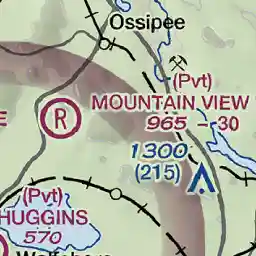 Ossipee
(Pvt)
MOUNTAIN VIEW
R
965 - 30
1300
(215)
(Pvt)
HUGGINS
570